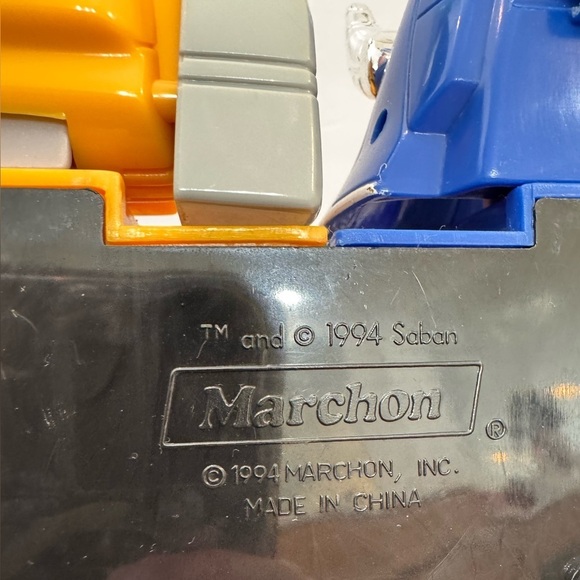 ™ and © 1994 Saban
Marchon ®
© 1994 MARCHON, INC.
MADE IN CHINA